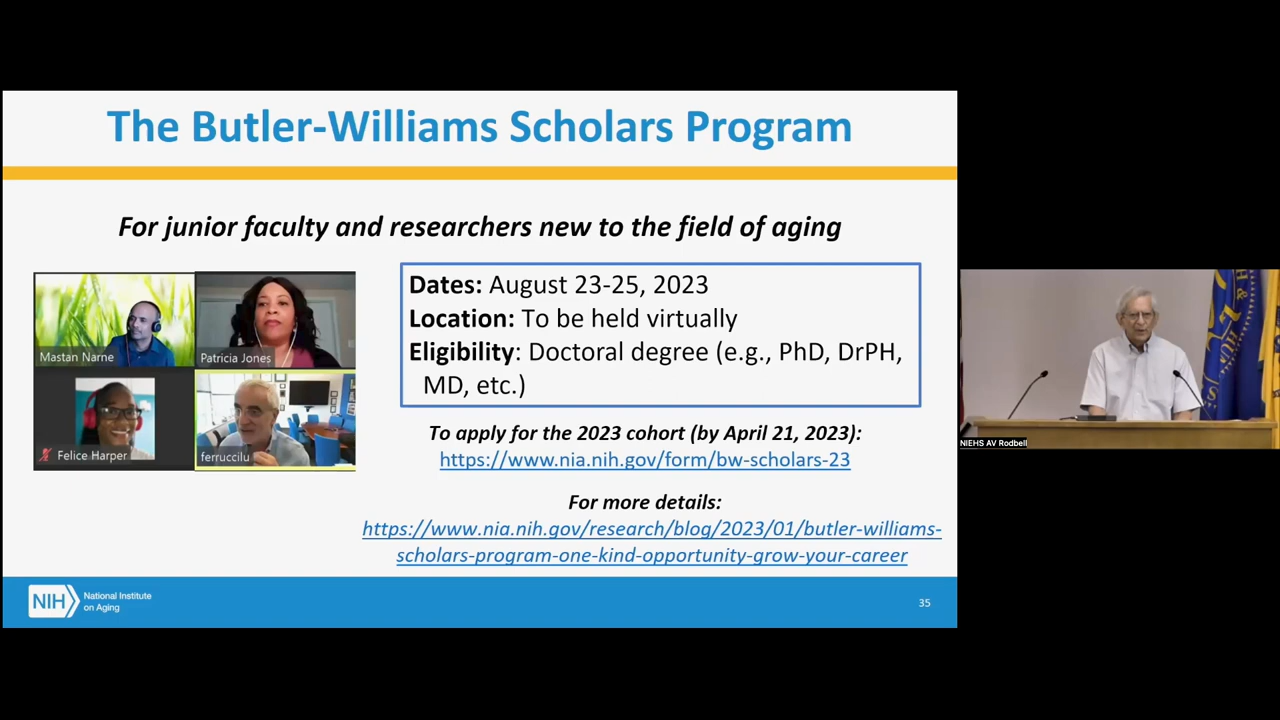 The Butler-Williams Scholars Program
For junior faculty and researchers new to the field of aging
Mastan Narne
Patricia Jones
Felice Harper
ferruccilu
Dates: August 23-25, 2023
Location: To be held virtually
Eligibility: Doctoral degree (e.g., PhD, DrPH,
MD, etc.)
To apply for the 2023 cohort (by April 21, 2023):
https://www.nia.nih.gov/form/bw-scholars-23
For more details:
https://www.nia.nih.gov/research/blog/2023/01/butler-williams-
scholars-program-one-kind-opportunity-grow-your-career
NIH
National Institute
on Aging
35
NIEHS AV Rodbell